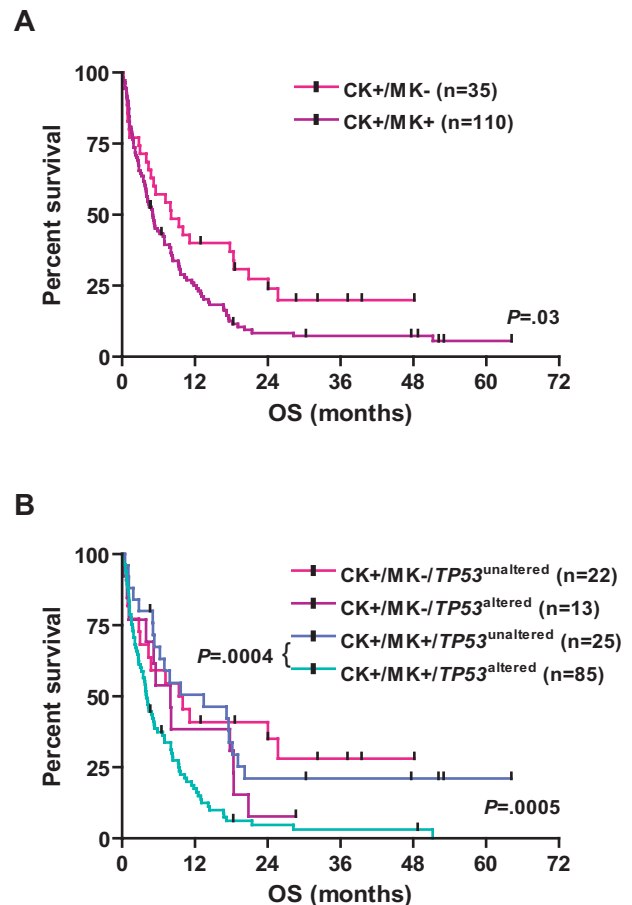 A
100
75
50
25
0
Percent survival
CK+/MK- (n=35)
CK+/MK+ (n=110)
P=.03
0 12 24 36 48 60 72
OS (months)
B
100
75
50
25
0
Percent survival
CK+/MK-/TP53unaltered (n=22)
CK+/MK-/TP53altered (n=13)
CK+/MK+/TP53unaltered (n=25)
P=.0004 {
CK+/MK+/TP53altered (n=85)
P=.0005
0 12 24 36 48 60 72
OS (months)